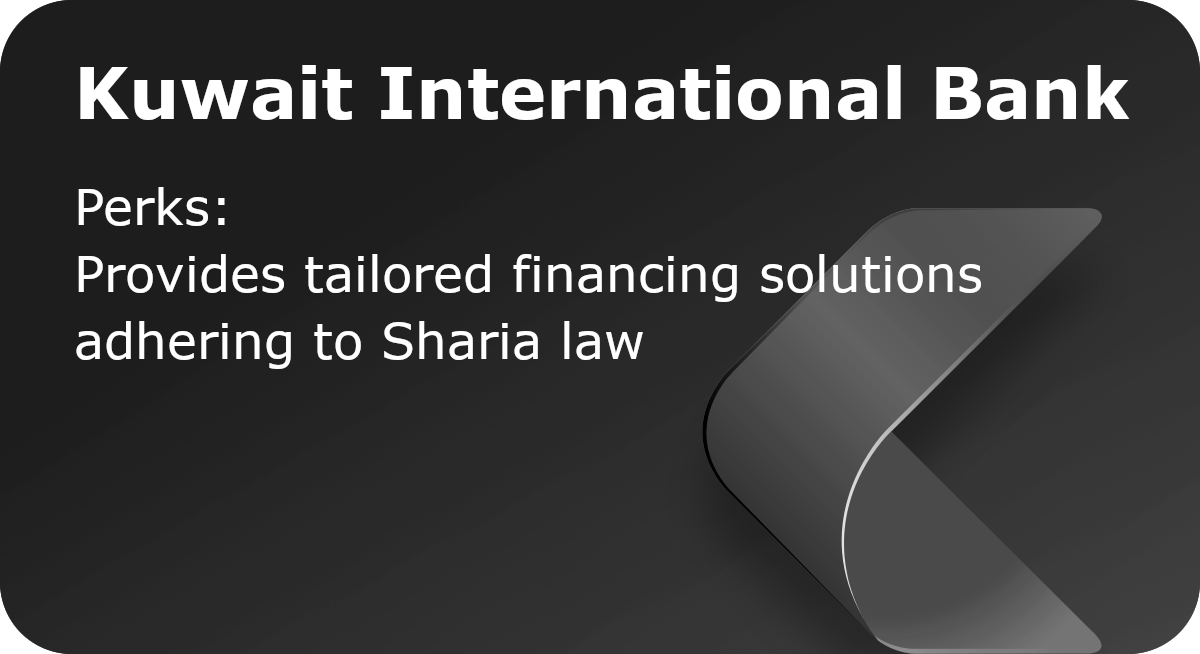 Kuwait International Bank
Perks:
Provides tailored financing solutions
adhering to Sharia law